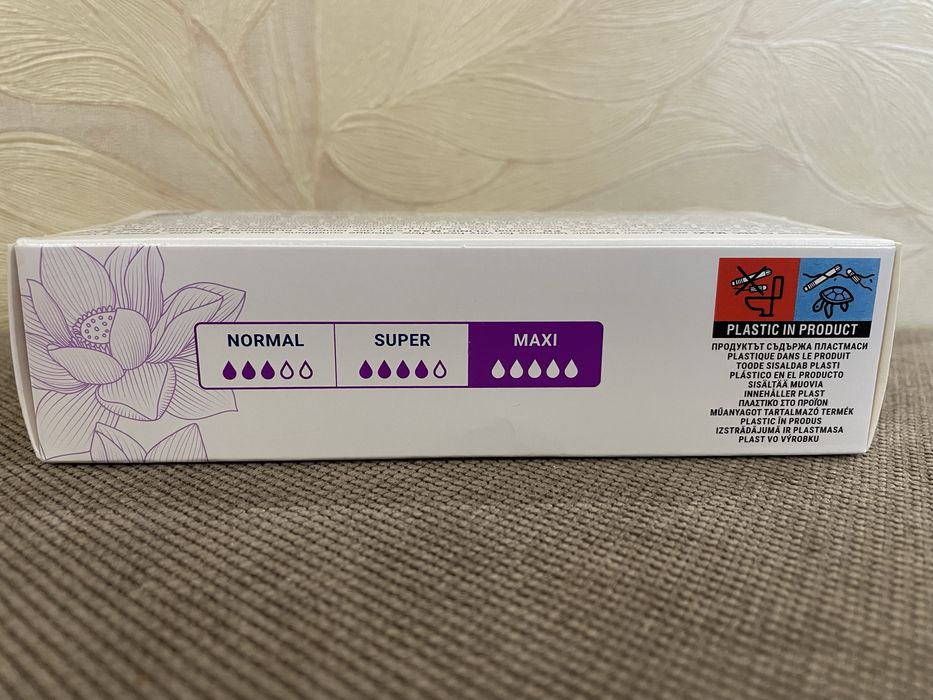 NORMAL
SUPER
MAXI
PLASTIC IN PRODUCT
ПРОДУКТЪТ СЪДЪРЖА ПЛАСТМАСИ
PLASTIQUE DANS LE PRODUIT
TOODE SISALDAB PLASTI
PLÁSTICO EN EL PRODUCTO
SISÄLTÄÄ MUOVIA
INNEHÅLLER PLAST
ΠΛΑΣΤΙΚΟ ΣΤΟ ΠΡΟΪΟΝ
MŰANYAGOT TARTALMAZÓ TERMÉK
PLASTIC ÎN PRODUS
IZSTRĀDĀJUMĀ IR PLASTMASA
PLAST VO VÝROBKU